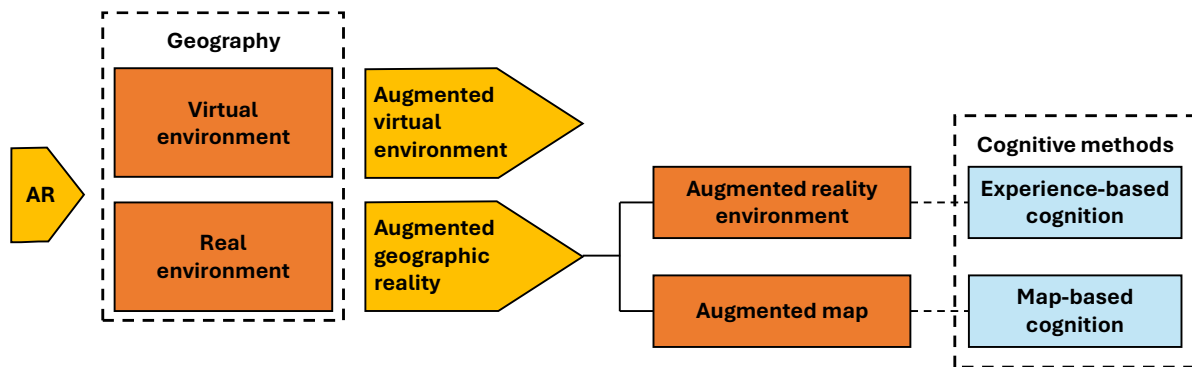 AR
Geography
Virtual
environment
Real
environment
Augmented
virtual
environment
Augmented
geographic
reality
Augmented reality
environment
Augmented map
Cognitive methods
Experience-based
cognition
Map-based
cognition